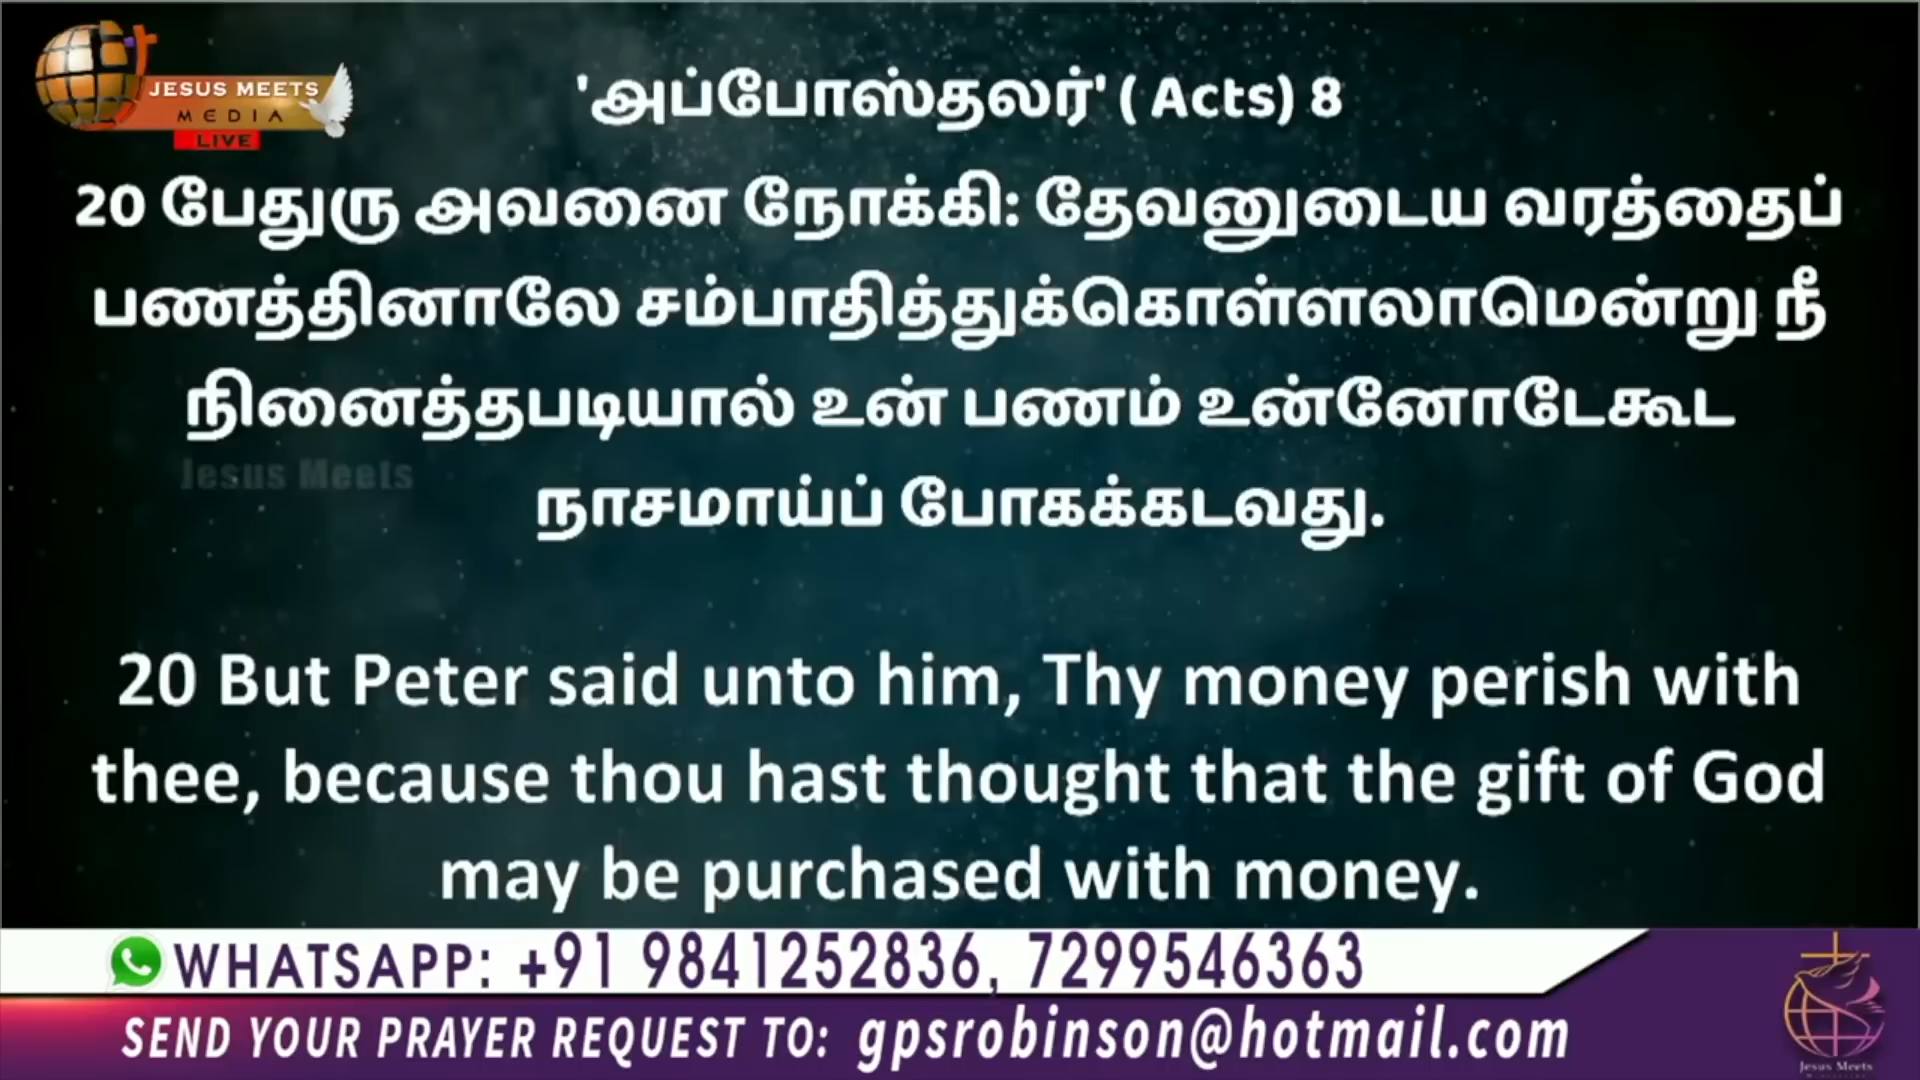 JESUS MEETS
MEDIA
LIVE
'அப்போஸ்தலர்' ( Acts) 8
20 பேதுரு அவனை நோக்கி: தேவனுடைய வரத்தைப்
பணத்தினாலே சம்பாதித்துக்கொள்ளலாமென்று நீ
நினைத்தபடியால் உன் பணம் உன்னோடேகூட
Jesus Meets
நாசமாய்ப் போகக்கடவது.
20 But Peter said unto him, Thy money perish with
thee, because thou hast thought that the gift of God
may be purchased with money.
WHATSAPP: +91 9841252836, 7299546363
SEND YOUR PRAYER REQUEST TO: gpsrobinson@hotmail.com
Jesus Meets